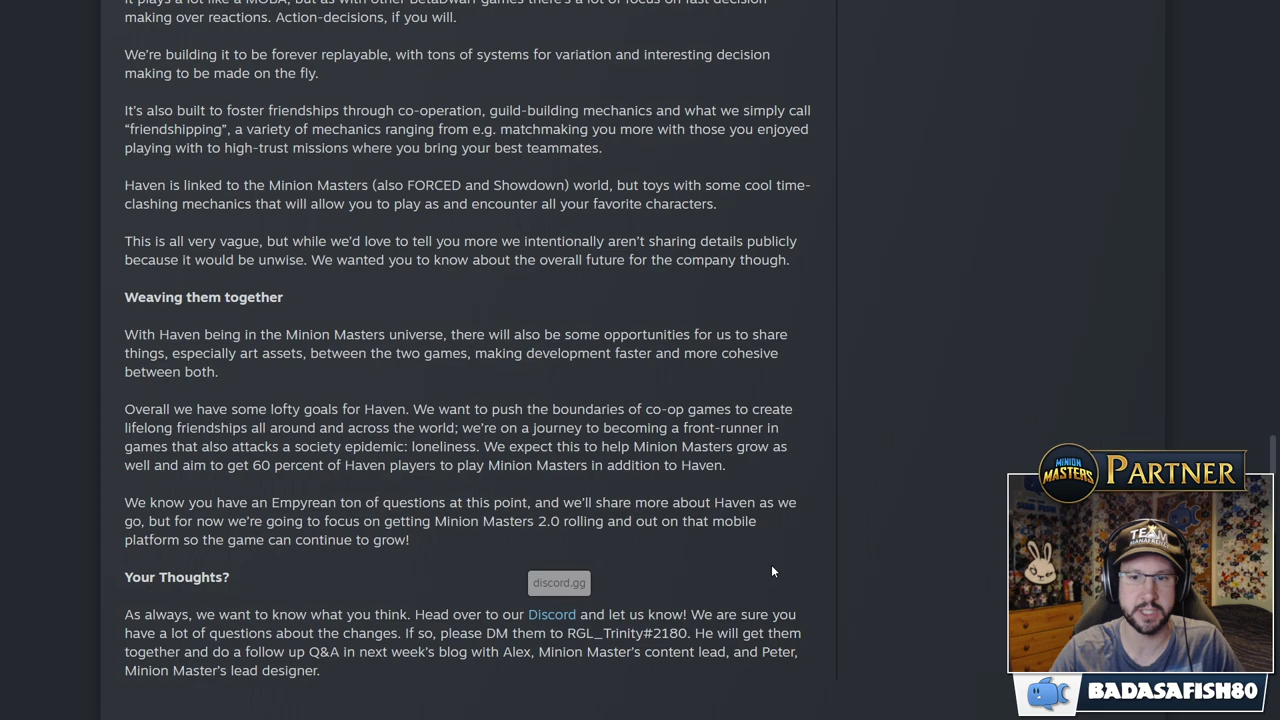 It plays a lot like a MOBA, but as with other BetaDwarf games there's a lot of focus on fast decision
making over reactions. Action-decisions, if you will.
We're building it to be forever replayable, with tons of systems for variation and interesting decision
making to be made on the fly.
It's also built to foster friendships through co-operation, guild-building mechanics and what we simply call
“friendshipping”, a variety of mechanics ranging from e.g. matchmaking you more with those you enjoyed
playing with to high-trust missions where you bring your best teammates.
Haven is linked to the Minion Masters (also FORCED and Showdown) world, but toys with some cool time-
clashing mechanics that will allow you to play as and encounter all your favorite characters.
This is all very vague, but while we'd love to tell you more we intentionally aren't sharing details publicly
because it would be unwise. We wanted you to know about the overall future for the company though.
Weaving them together
With Haven being in the Minion Masters universe, there will also be some opportunities for us to share
things, especially art assets, between the two games, making development faster and more cohesive
between both.
Overall we have some lofty goals for Haven. We want to push the boundaries of co-op games to create
lifelong friendships all around and across the world; we're on a journey to becoming a front-runner in
games that also attacks a society epidemic: loneliness. We expect this to help Minion Masters grow as
well and aim to get 60 percent of Haven players to play Minion Masters in addition to Haven.
We know you have an Empyrean ton of questions at this point, and we'll share more about Haven as we
go, but for now we're going to focus on getting Minion Masters 2.0 rolling and out on that mobile
platform so the game can continue to grow!
Your Thoughts?
discord.gg
As always, we want to know what you think. Head over to our Discord and let us know! We are sure you
have a lot of questions about the changes. If so, please DM them to RGL_Trinity#2180. He will get them
together and do a follow up Q&A in next week's blog with Alex, Minion Master's content lead, and Peter,
Minion Master's lead designer.
MINION
MASTERS
PARTNER
TEAM
BADASAFISH80